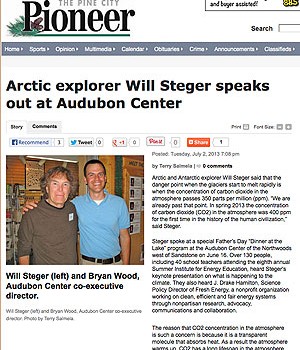 THE PINE CITY
Pioneer
and buyer assisted!
Home Sports Opinion Multimedia Calendar Obituaries Crime Announcements Classifieds
Arctic explorer Will Steger speaks
out at Audubon Center
Story Comments
Print Font Size:
Recommend 3 Tweet 0 +1 0 Pin it 0 Share 1
Posted: Tuesday, July 2, 2013 7:08 pm
by Terry Salmela | 0 comments
Arctic and Antarctic explorer Will Steger said that the
danger point when the glaciers start to melt rapidly is
when the concentration of carbon dioxide in the
atmosphere passes 350 parts per million (ppm). "We are
already past that point. In spring 2013 the concentration
of carbon dioxide (CO2) in the atmosphere was 400 ppm
for the first time in the history of the human civilization,"
said Steger.
Steger spoke at a special Father's Day "Dinner at the
Lake" program at the Audubon Center of the Northwoods
west of Sandstone on June 16. Over 130 people,
including 40 school teachers attending the eighth annual
Summer Institute for Energy Education, heard Steger's
keynote presentation on what is happening to the
climate. They also heard J. Drake Hamilton, Science
Policy Director of Fresh Energy, a nonprofit organization
working on clean, efficient and fair energy systems
through nonpartisan research, advocacy,
communications and collaboration.
The reason that CO2 concentration in the atmosphere
is such a concern is because it is a transparent
molecule that absorbs heat. As a result the atmosphere
warms up. CO2 has a long lifespan in the atmosphere
Will Steger (left) and Bryan Wood,
Audubon Center co-executive
director.
Will Steger (left) and Bryan Wood, Audubon Center co-executive
director. Photo by Terry Salmela.